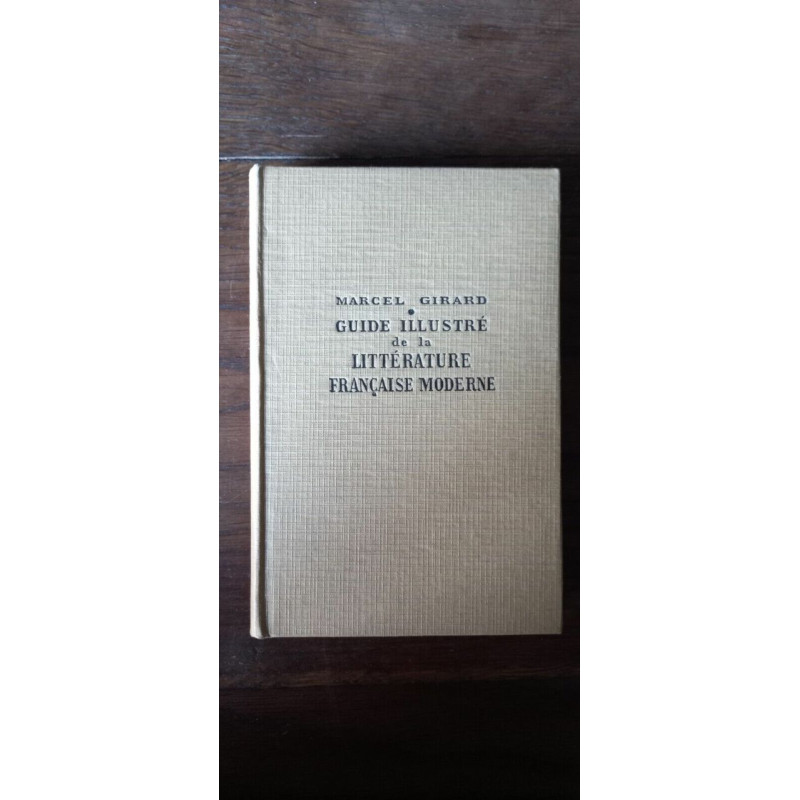 MARCEL GIRARD
•
GUIDE ILLUSTRÉ
de la
LITTÉRATURE
FRANÇAISE MODERNE